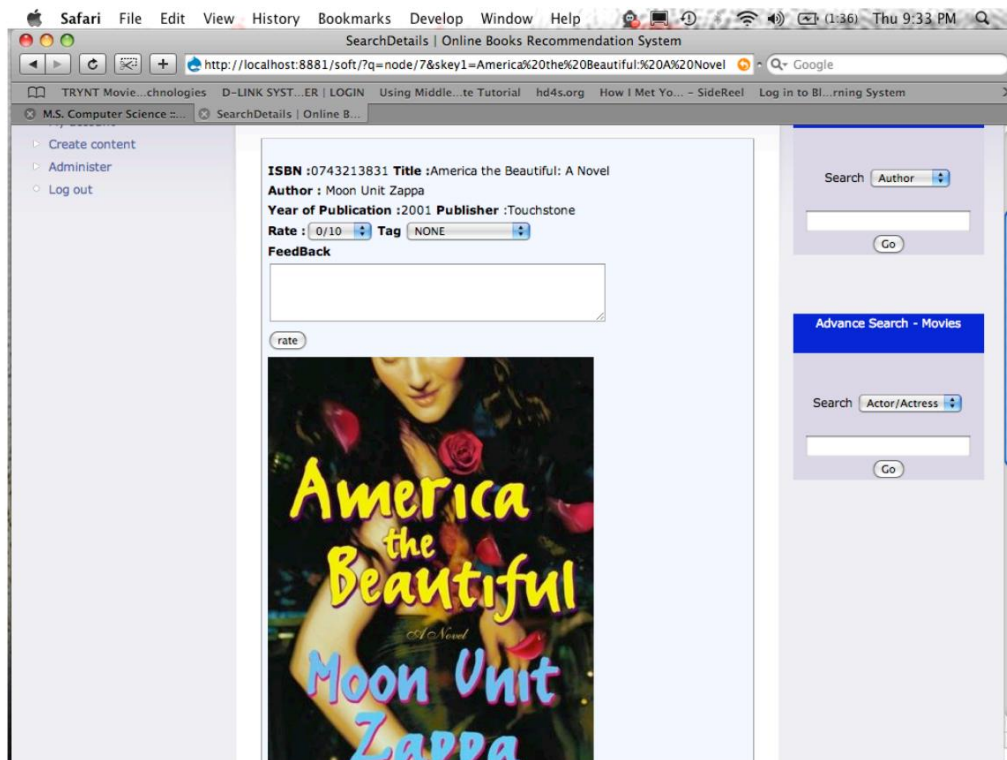 Safari File Edit View History Bookmarks Develop Window Help (1:36) Thu 9:33 PM
SearchDetails | Online Books Recommendation System
http://localhost:8881/soft/?q=node/7&skey1=America%20the%20Beautiful:%20A%20Novel Google
TRYNT Movie...chnologies D-LINK SYST...ER | LOGIN Using Middle...te Tutorial hd4s.org How I Met Yo... - SideReel Log in to Bl...rning System
M.S. Computer Science ::... SearchDetails | Online B...
Create content
Administer
Log out
ISBN :0743213831 Title :America the Beautiful: A Novel
Author : Moon Unit Zappa
Year of Publication :2001 Publisher :Touchstone
Rate : 0/10 Tag NONE
FeedBack
rate
America
the
Beautiful
A Novel
Moon Unit
Zappa
Search Author
Go
Advance Search - Movies
Search Actor/Actress
Go